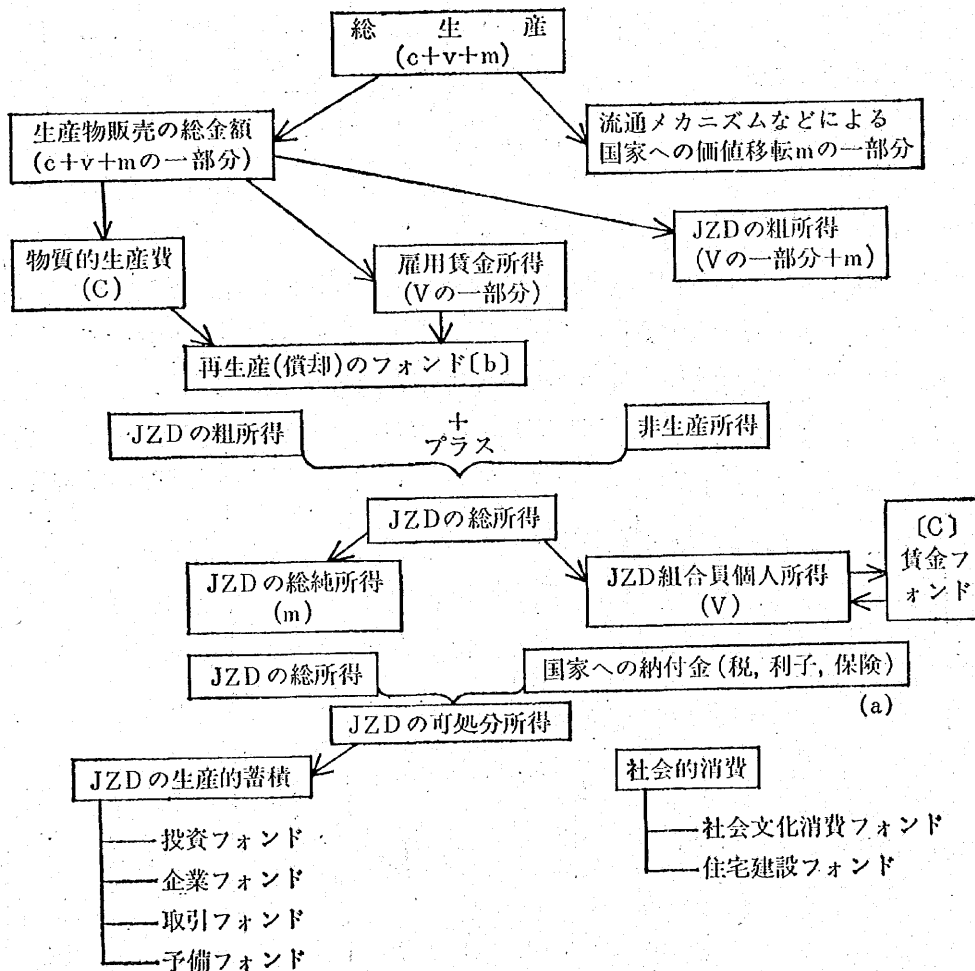 総生産
(c+v+m)
生産物販売の総金額
(c+v+mの一部分)
流通メカニズムなどによる
国家への価値移転mの一部分
物質的生産費
(C)
雇用賃金所得
(Vの一部分)
JZDの粗所得
(Vの一部分+m)
再生産(償却)のフォンド〔b〕
JZDの粗所得
+
プラス
非生産所得
JZDの総所得
JZDの総純所得
(m)
JZD組合員個人所得
(V)
〔C〕
賃金フ
ォンド
JZDの総所得
国家への納付金(税, 利子, 保険)
(a)
JZDの可処分所得
JZDの生産的蓄積
投資フォンド
企業フォンド
取引フォンド
予備フォンド
社会的消費
社会文化消費フォンド
住宅建設フォンド